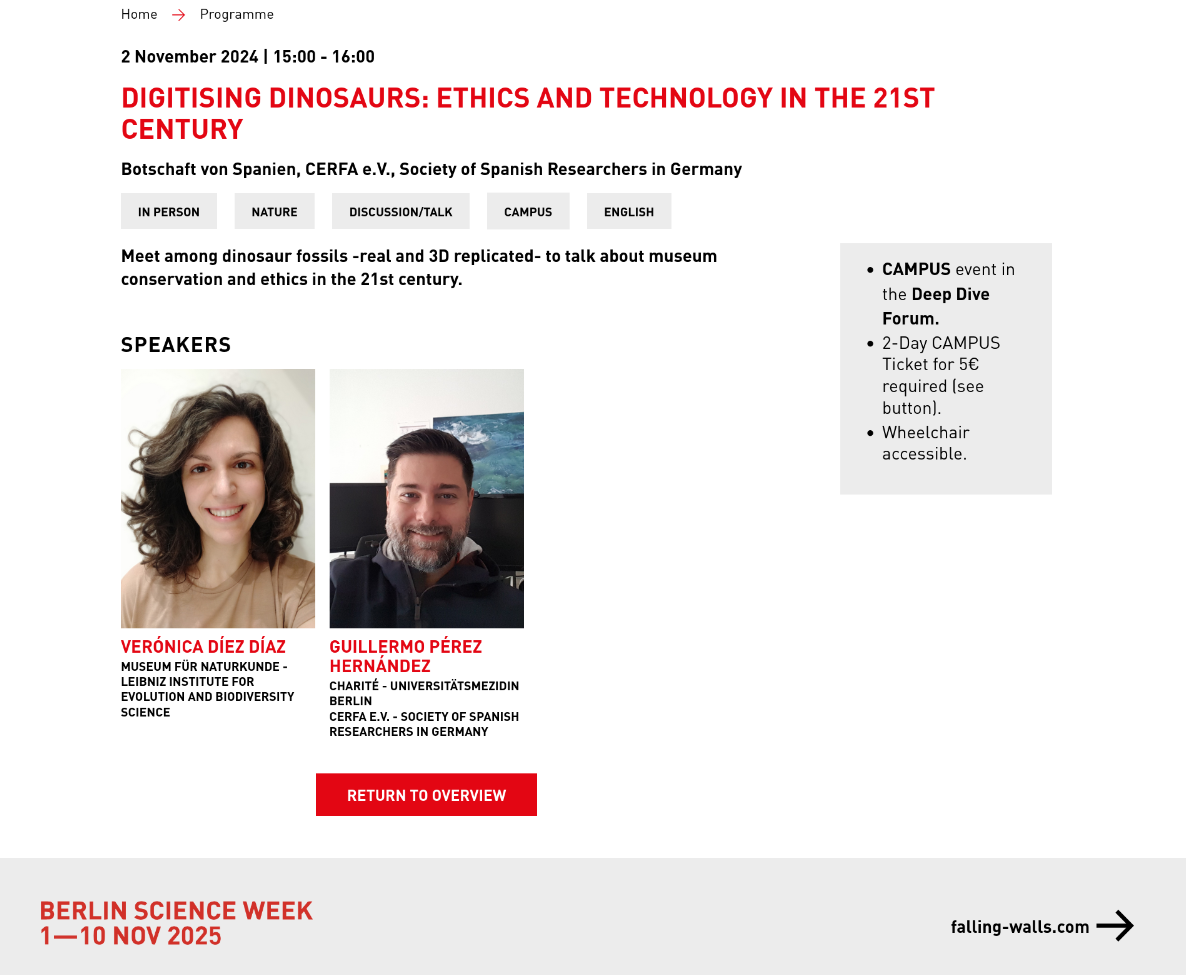 Home → Programme
2 November 2024 | 15:00 - 16:00
DIGITISING DINOSAURS: ETHICS AND TECHNOLOGY IN THE 21ST
CENTURY
Botschaft von Spanien, CERFA e.V., Society of Spanish Researchers in Germany
IN PERSON NATURE DISCUSSION/TALK CAMPUS ENGLISH
Meet among dinosaur fossils -real and 3D replicated- to talk about museum
conservation and ethics in the 21st century.
• CAMPUS event in
the Deep Dive
Forum.
• 2-Day CAMPUS
Ticket for 5€
required (see
button).
• Wheelchair
accessible.
SPEAKERS
VERÓNICA DÍEZ DÍAZ
MUSEUM FÜR NATURKUNDE -
LEIBNIZ INSTITUTE FOR
EVOLUTION AND BIODIVERSITY
SCIENCE
GUILLERMO PÉREZ
HERNÁNDEZ
CHARITÉ - UNIVERSITÄTSMEZIDIN
BERLIN
CERFA E.V. - SOCIETY OF SPANISH
RESEARCHERS IN GERMANY
RETURN TO OVERVIEW
BERLIN SCIENCE WEEK
1—10 NOV 2025
falling-walls.com →